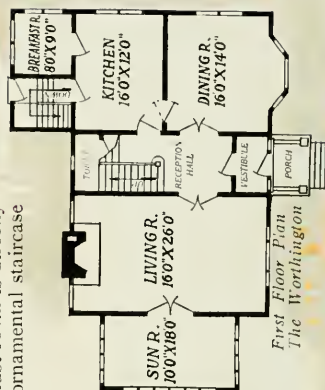 ornamental staircase
BREAKFAST R.
8'0"X9'0"
KITCHEN
16'0"X12'0"
DINING R.
16'0"X14'0"
RECEPTION
HALL
VESTIBULE
PORCH
LIVING R.
16'0"X26'0"
SUN R.
10'0"X18'0"
First Floor Plan
The Worthington